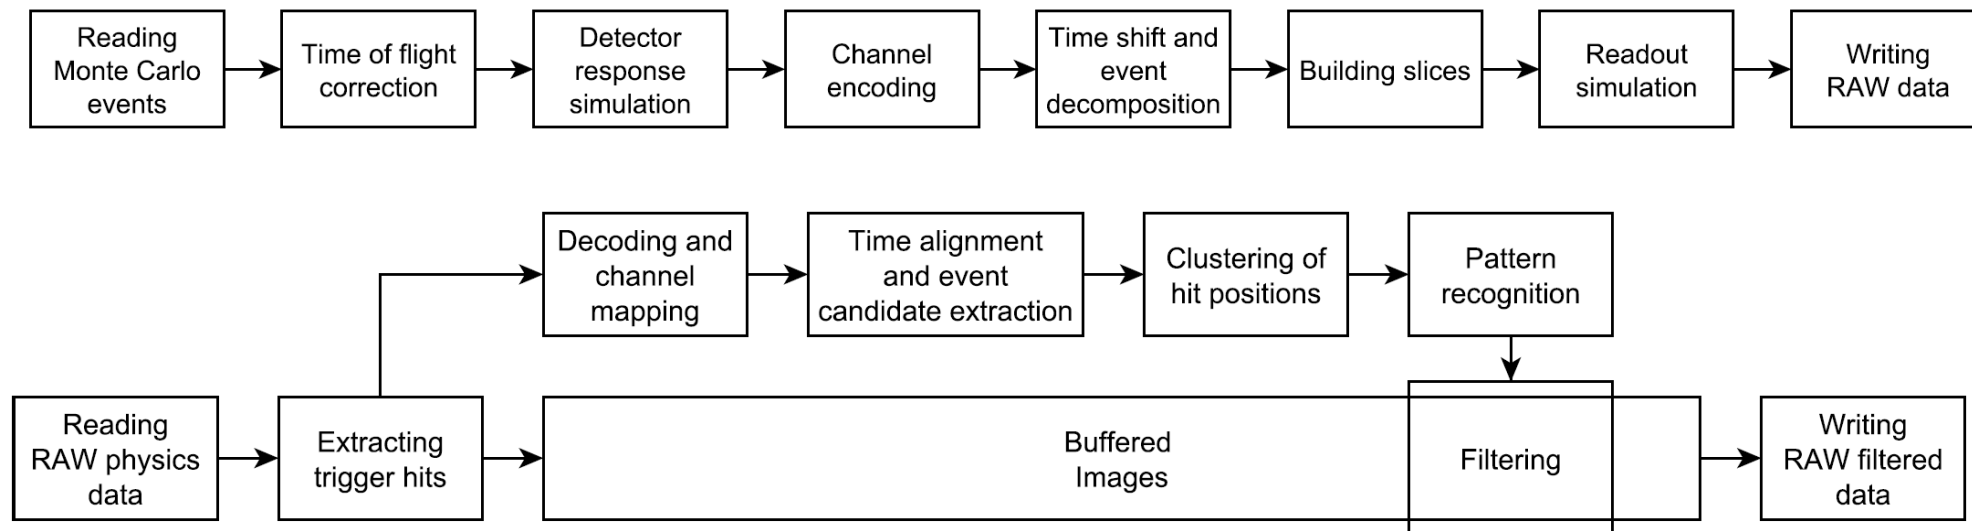 Reading
Monte Carlo
events
Time of flight
correction
Detector
response
simulation
Channel
encoding
Time shift and
event
decomposition
Building slices
Readout
simulation
Writing
RAW data
Decoding and
channel
mapping
Time alignment
and event
candidate extraction
Clustering of
hit positions
Pattern
recognition
Reading
RAW physics
data
Extracting
trigger hits
Buffered
Images
Filtering
Writing
RAW filtered
data